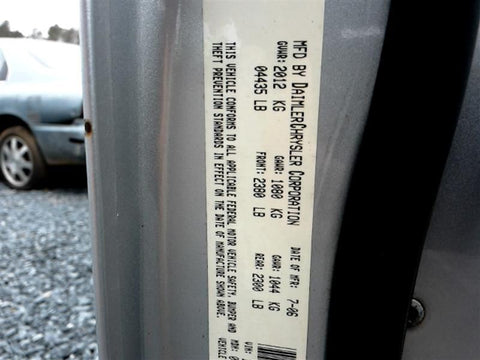 MFD BY DAIMLERCHRYSLER CORPORATION DATE OF MFR: 7-06
GVWR: 2012 KG GAWR: 1080 KG GAWR: 1044 KG
04435 LB FRONT: 2380 LB REAR: 2300 LB
THIS VEHICLE CONFORMS TO ALL APPLICABLE FEDERAL MOTOR VEHICLE SAFETY, BUMPER AND
THEFT PREVENTION STANDARDS IN EFFECT ON THE DATE OF MANUFACTURE SHOWN ABOVE.
VIN: